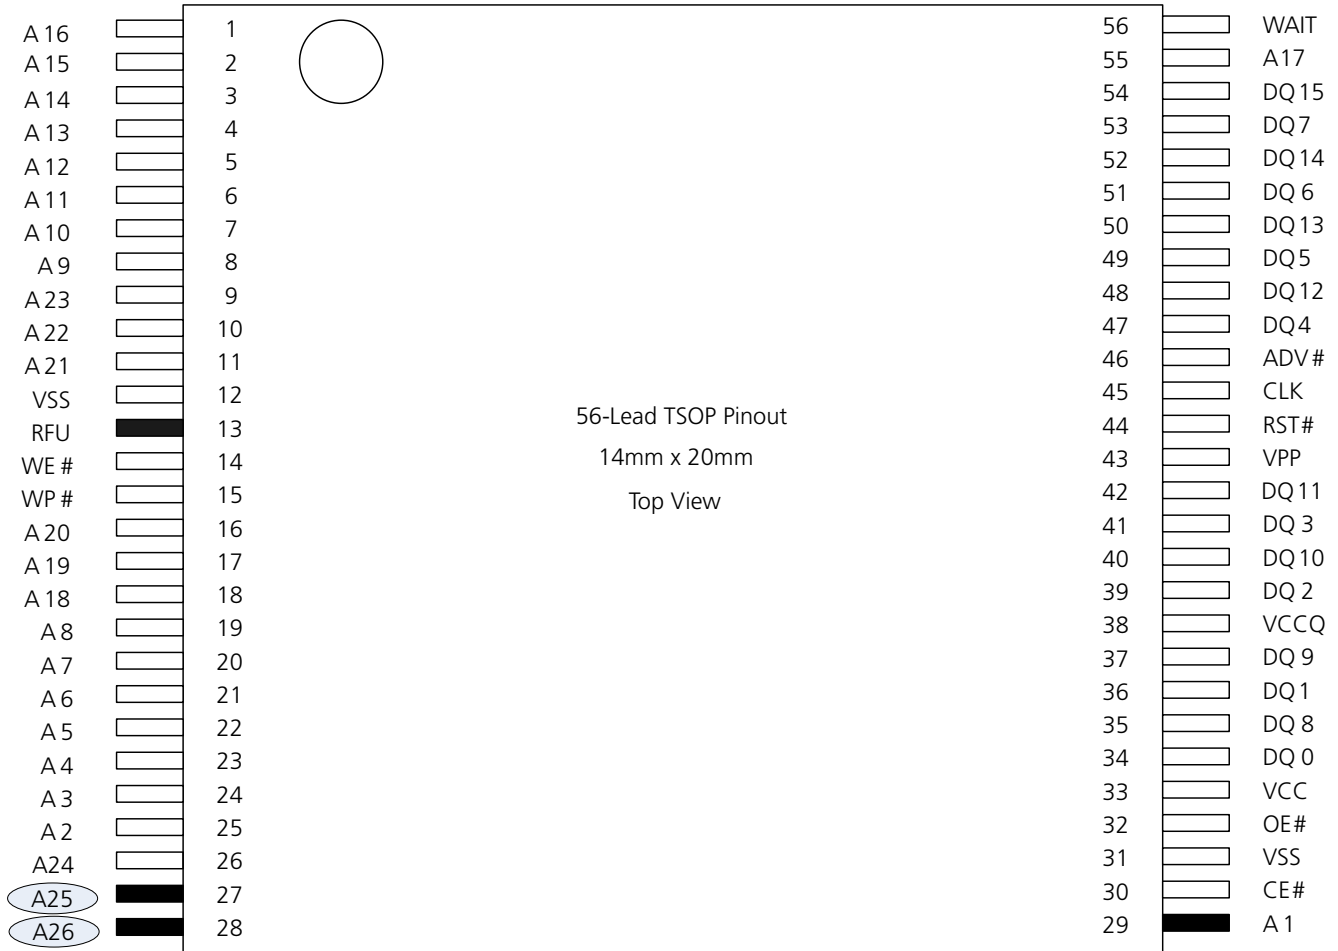 A16 1 56 WAIT
A15 2 55 A17
A14 3 54 DQ15
A13 4 53 DQ7
A12 5 52 DQ14
A11 6 51 DQ6
A10 7 50 DQ13
A9 8 49 DQ5
A23 9 48 DQ12
A22 10 47 DQ4
A21 11 46 ADV#
VSS 12 45 CLK
RFU 13 44 RST#
WE# 14 43 VPP
WP# 15 42 DQ11
A20 16 41 DQ3
A19 17 40 DQ10
A18 18 39 DQ2
A8 19 38 VCCQ
A7 20 37 DQ9
A6 21 36 DQ1
A5 22 35 DQ8
A4 23 34 DQ0
A3 24 33 VCC
A2 25 32 OE#
A24 26 31 VSS
A25 27 30 CE#
A26 28 29 A1
56-Lead TSOP Pinout
14mm x 20mm
Top View